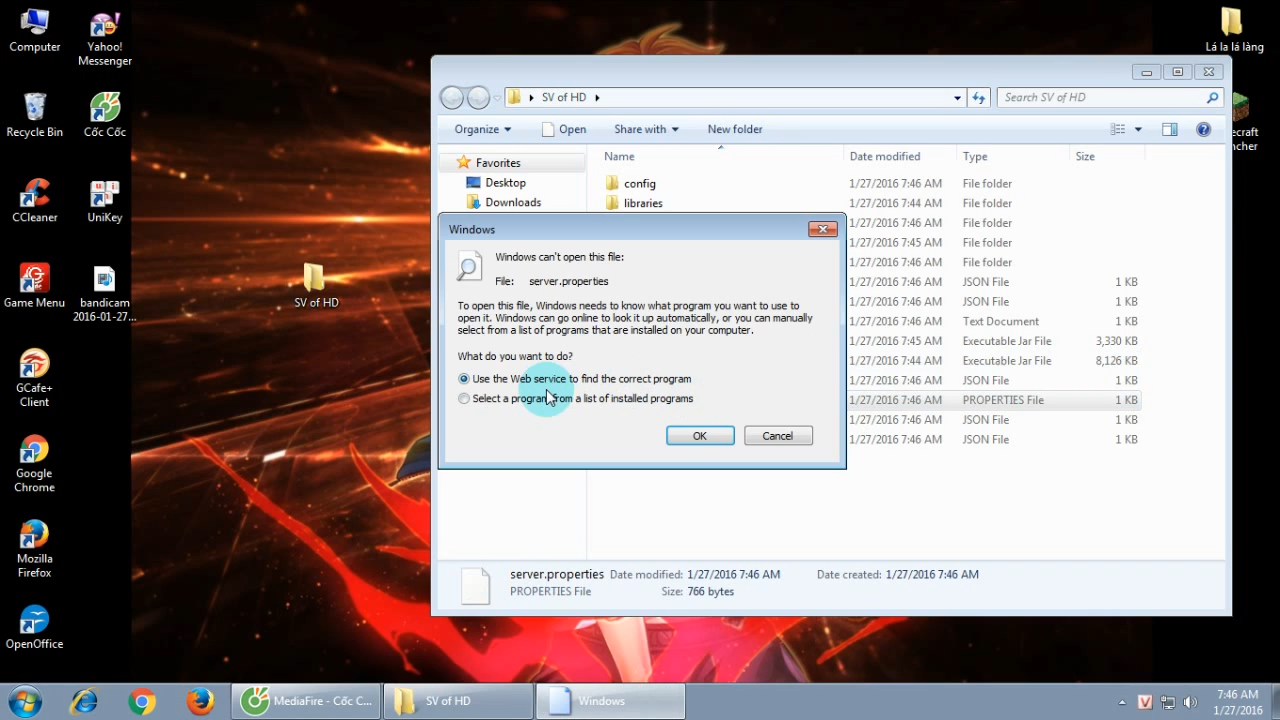 Computer
Yahoo!
Messenger
Recycle Bin
Cốc Cốc
CCleaner
UniKey
Game Menu
bandicam
2016-01-27...
GCafe+
Client
Google
Chrome
Mozilla
Firefox
OpenOffice
SV of HD
Lá la lá làng
ecraft
ncher
SV of HD
Search SV of HD
Organize
Open
Share with
New folder
Name
Date modified
Type
Size
Favorites
Desktop
Downloads
config
1/27/2016 7:46 AM
File folder
libraries
1/27/2016 7:44 AM
File folder
1/27/2016 7:46 AM
File folder
1/27/2016 7:45 AM
File folder
1/27/2016 7:46 AM
File folder
1/27/2016 7:46 AM
JSON File
1 KB
1/27/2016 7:46 AM
JSON File
1 KB
1/27/2016 7:46 AM
Text Document
1 KB
1/27/2016 7:45 AM
Executable Jar File
3,330 KB
1/27/2016 7:44 AM
Executable Jar File
8,126 KB
1/27/2016 7:46 AM
JSON File
1 KB
1/27/2016 7:46 AM
PROPERTIES File
1 KB
1/27/2016 7:46 AM
JSON File
1 KB
1/27/2016 7:46 AM
JSON File
1 KB
Windows
Windows can't open this file:
File: server.properties
To open this file, Windows needs to know what program you want to use to
open it. Windows can go online to look it up automatically, or you can manually
select from a list of programs that are installed on your computer.
What do you want to do?
Use the Web service to find the correct program
Select a program from a list of installed programs
OK
Cancel
server.properties Date modified: 1/27/2016 7:46 AM
Date created: 1/27/2016 7:46 AM
PROPERTIES File
Size: 766 bytes
MediaFire - Cốc C...
SV of HD
Windows
V
7:46 AM
1/27/2016